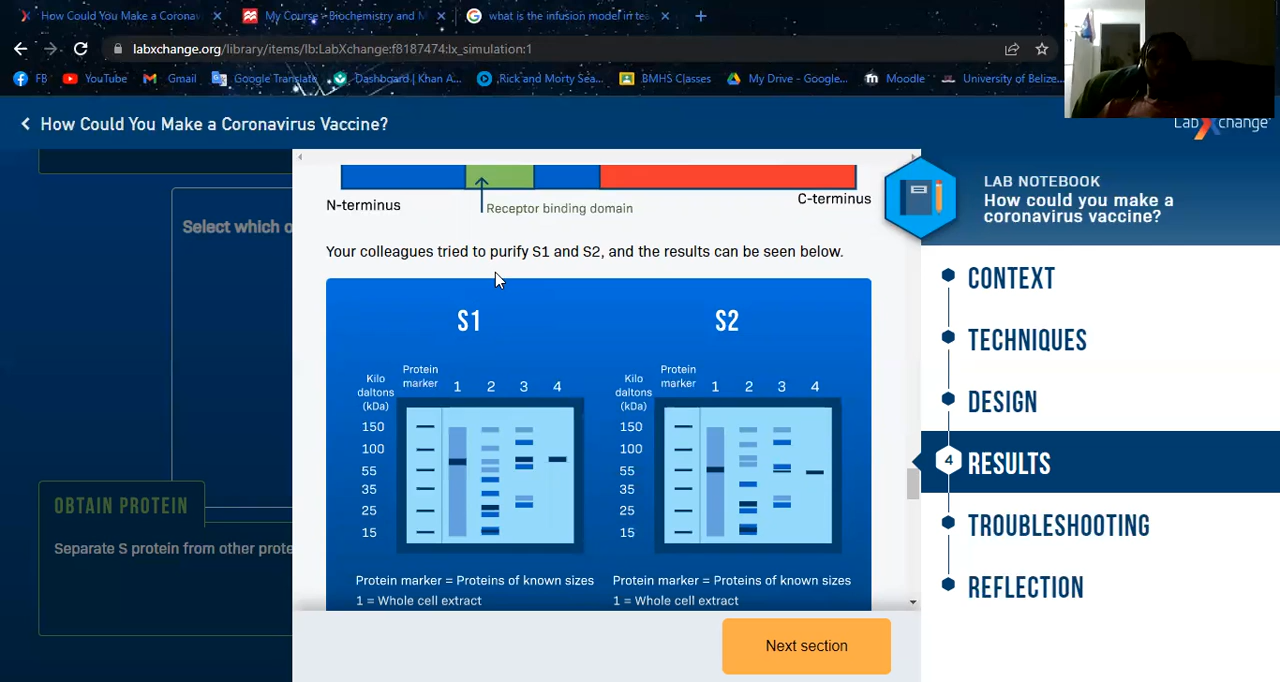 How Could You Make a Coronav
My Course - Biochemistry and M
what is the infusion model in tea
labxchange.org/library/items/lb:LabXchange:f8187474:lx_simulation:1
FB
YouTube
Gmail
Google Translate
Dashboard | Khan A...
Rick and Morty Sea...
BMHS Classes
My Drive - Google...
Moodle
University of Belize...
How Could You Make a Coronavirus Vaccine?
LabXchange
Select which o
OBTAIN PROTEIN
Separate S protein from other prote
N-terminus
C-terminus
Receptor binding domain
Your colleagues tried to purify S1 and S2, and the results can be seen below.
S1
Kilo daltons (kDa)
Protein marker
1 2 3 4
150
100
55
35
25
15
Protein marker = Proteins of known sizes
1 = Whole cell extract
S2
Kilo daltons (kDa)
Protein marker
1 2 3 4
150
100
55
35
25
15
Protein marker = Proteins of known sizes
1 = Whole cell extract
Next section
LAB NOTEBOOK
How could you make a
coronavirus vaccine?
CONTEXT
TECHNIQUES
DESIGN
4 RESULTS
TROUBLESHOOTING
REFLECTION